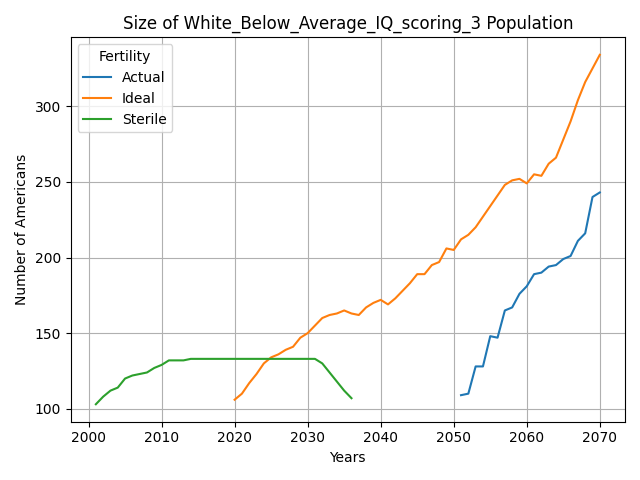 Size of White_Below_Average_IQ_scoring_3 Population
Fertility
Actual
Ideal
Sterile
Number of Americans
300
250
200
150
100
2000 2010 2020 2030 2040 2050 2060 2070
Years